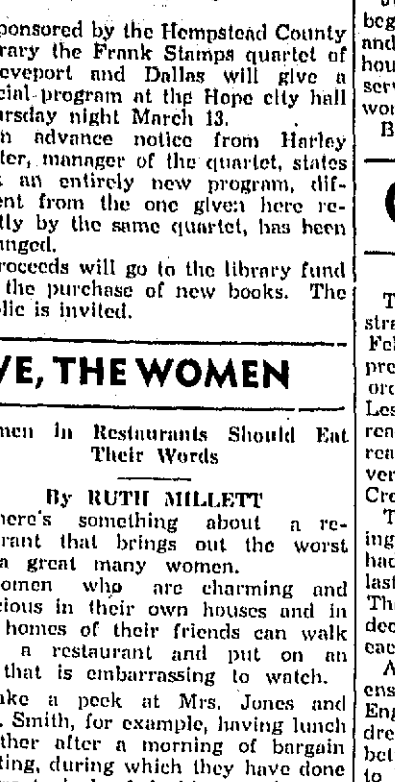 ponsored by the Hempstead County
rary the Frank Stamps quartet of
eveport and Dallas will give a
cial program at the Hope city hall
ursday night March 13.
n advance notice from Harley
ter, manager of the quartet, states
an entirely new program, dif-
ent from the one given here re-
tly by the same quartet, has been
anged.
roceeds will go to the library fund
the purchase of new books. The
lic is invited.
VE, THE WOMEN
men In Restaurants Should Eat
Their Words
By RUTH MILLETT
here's something about a re-
rant that brings out the worst
a great many women.
omen who are charming and
cious in their own houses and in
homes of their friends can walk
a restaurant and put on an
that is embarrassing to watch.
ake a peek at Mrs. Jones and
. Smith, for example, having lunch
ther after a morning of bargain
ting, during which they have done
beg
and
hou
serv
wor
B
T
stra
Fel
pre
orc
Les
rea
rea
ver
Cre
T
ing
had
last
The
dec
eac
A
ens
Eng
dre
bet
to